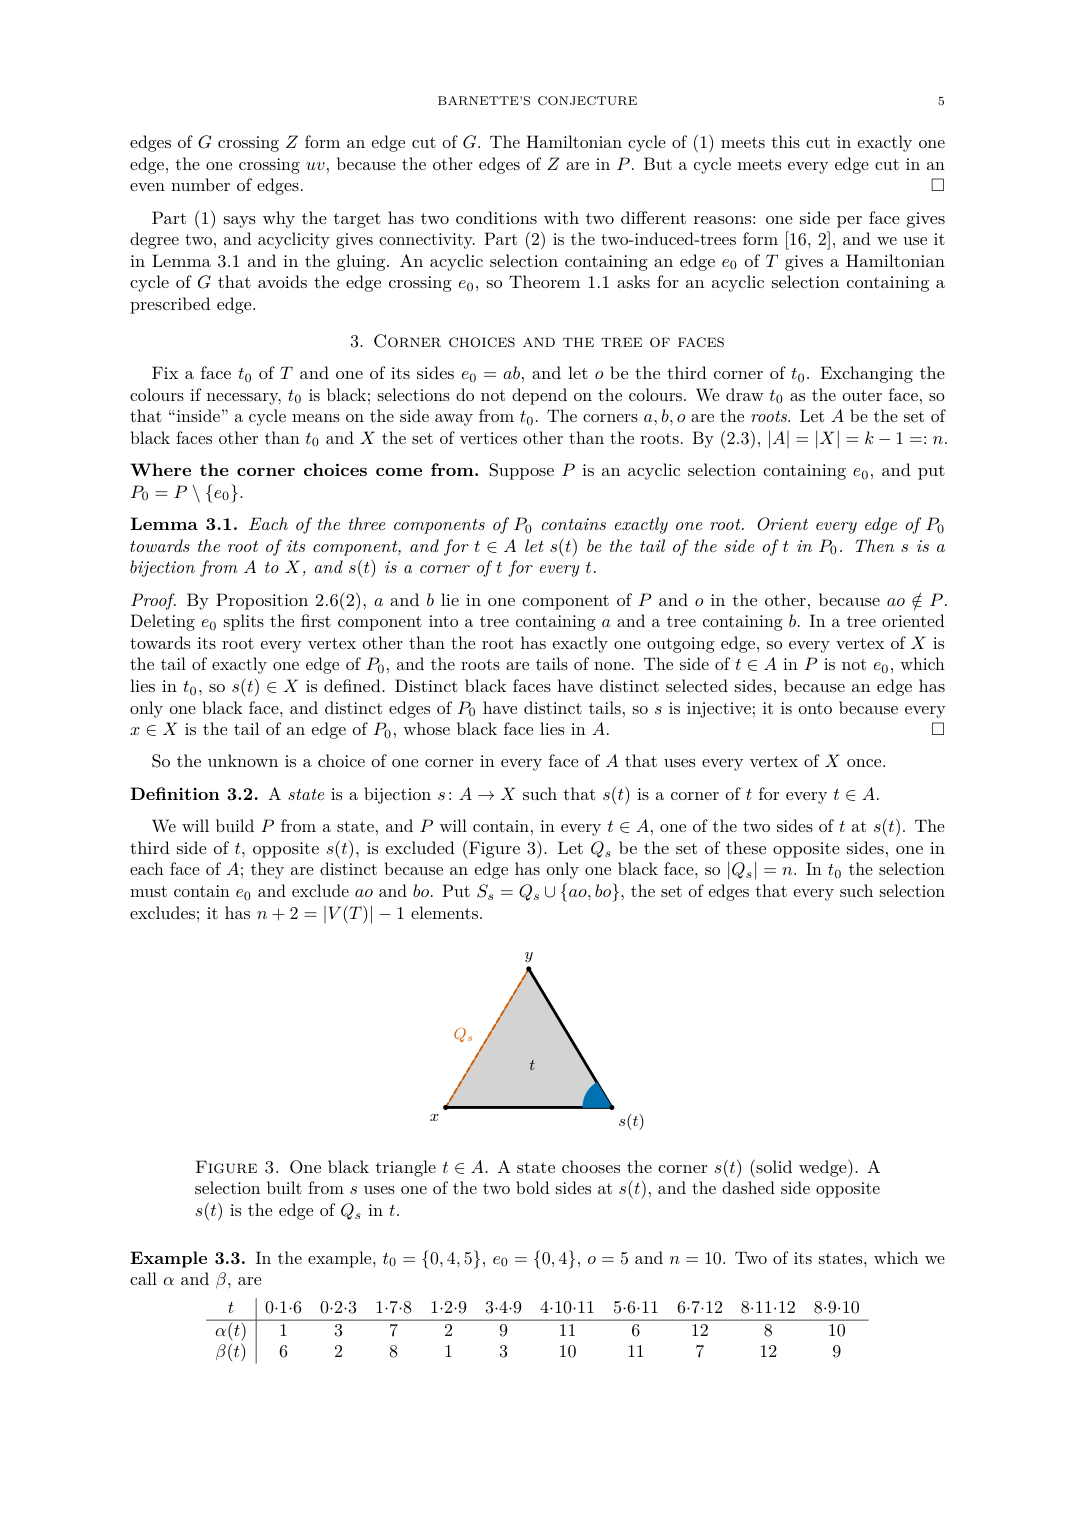 BARNETTE'S CONJECTURE 5
edges of G crossing Z form an edge cut of G. The Hamiltonian cycle of (1) meets this cut in exactly one
edge, the one crossing uv, because the other edges of Z are in P. But a cycle meets every edge cut in an
even number of edges. □
Part (1) says why the target has two conditions with two different reasons: one side per face gives
degree two, and acyclicity gives connectivity. Part (2) is the two-induced-trees form [16, 2], and we use it
in Lemma 3.1 and in the gluing. An acyclic selection containing an edge e₀ of T gives a Hamiltonian
cycle of G that avoids the edge crossing e₀, so Theorem 1.1 asks for an acyclic selection containing a
prescribed edge.
3. CORNER CHOICES AND THE TREE OF FACES
Fix a face t₀ of T and one of its sides e₀ = ab, and let o be the third corner of t₀. Exchanging the
colours if necessary, t₀ is black; selections do not depend on the colours. We draw t₀ as the outer face, so
that “inside” a cycle means on the side away from t₀. The corners a, b, o are the roots. Let A be the set of
black faces other than t₀ and X the set of vertices other than the roots. By (2.3), |A| = |X| = k − 1 =: n.
Where the corner choices come from. Suppose P is an acyclic selection containing e₀, and put
P₀ = P \ {e₀}.
Lemma 3.1. Each of the three components of P₀ contains exactly one root. Orient every edge of P₀
towards the root of its component, and for t ∈ A let s(t) be the tail of the side of t in P₀. Then s is a
bijection from A to X, and s(t) is a corner of t for every t.
Proof. By Proposition 2.6(2), a and b lie in one component of P and o in the other, because ao ∉ P.
Deleting e₀ splits the first component into a tree containing a and a tree containing b. In a tree oriented
towards its root every vertex other than the root has exactly one outgoing edge, so every vertex of X is
the tail of exactly one edge of P₀, and the roots are tails of none. The side of t ∈ A in P is not e₀, which
lies in t₀, so s(t) ∈ X is defined. Distinct black faces have distinct selected sides, because an edge has
only one black face, and distinct edges of P₀ have distinct tails, so s is injective; it is onto because every
x ∈ X is the tail of an edge of P₀, whose black face lies in A. □
So the unknown is a choice of one corner in every face of A that uses every vertex of X once.
Definition 3.2. A state is a bijection s: A → X such that s(t) is a corner of t for every t ∈ A.
We will build P from a state, and P will contain, in every t ∈ A, one of the two sides of t at s(t). The
third side of t, opposite s(t), is excluded (Figure 3). Let Qₛ be the set of these opposite sides, one in
each face of A; they are distinct because an edge has only one black face, so |Qₛ| = n. In t₀ the selection
must contain e₀ and exclude ao and bo. Put Sₛ = Qₛ ∪ {ao, bo}, the set of edges that every such selection
excludes; it has n + 2 = |V(T)| − 1 elements.
y
Qₛ
t
x
s(t)
FIGURE 3. One black triangle t ∈ A. A state chooses the corner s(t) (solid wedge). A
selection built from s uses one of the two bold sides at s(t), and the dashed side opposite
s(t) is the edge of Qₛ in t.
Example 3.3. In the example, t₀ = {0, 4, 5}, e₀ = {0, 4}, o = 5 and n = 10. Two of its states, which we
call α and β, are
t 0·1·6 0·2·3 1·7·8 1·2·9 3·4·9 4·10·11 5·6·11 6·7·12 8·11·12 8·9·10
α(t) 1 3 7 2 9 11 6 12 8 10
β(t) 6 2 8 1 3 10 11 7 12 9